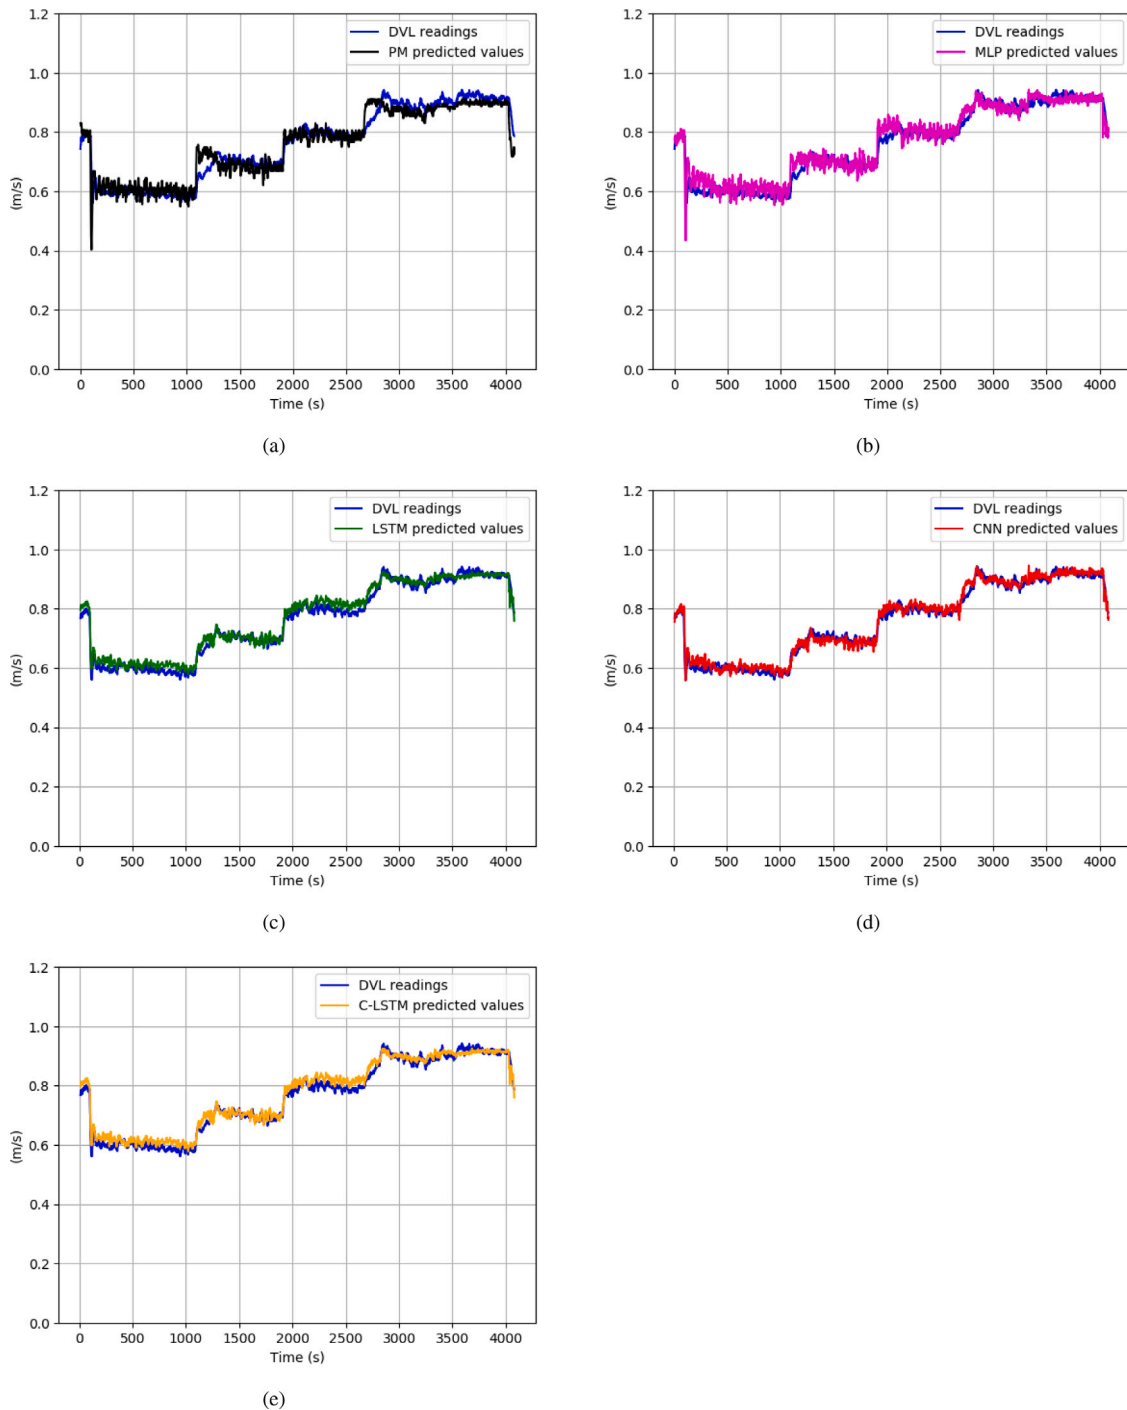 1.2
1.0
0.8
0.6
0.4
0.2
0.0
(m/s)
DVL readings
PM predicted values
0 500 1000 1500 2000 2500 3000 3500 4000
Time (s)
(a)
1.2
1.0
0.8
0.6
0.4
0.2
0.0
(m/s)
DVL readings
MLP predicted values
0 500 1000 1500 2000 2500 3000 3500 4000
Time (s)
(b)
1.2
1.0
0.8
0.6
0.4
0.2
0.0
(m/s)
DVL readings
LSTM predicted values
0 500 1000 1500 2000 2500 3000 3500 4000
Time (s)
(c)
1.2
1.0
0.8
0.6
0.4
0.2
0.0
(m/s)
DVL readings
CNN predicted values
0 500 1000 1500 2000 2500 3000 3500 4000
Time (s)
(d)
1.2
1.0
0.8
0.6
0.4
0.2
0.0
(m/s)
DVL readings
C-LSTM predicted values
0 500 1000 1500 2000 2500 3000 3500 4000
Time (s)
(e)